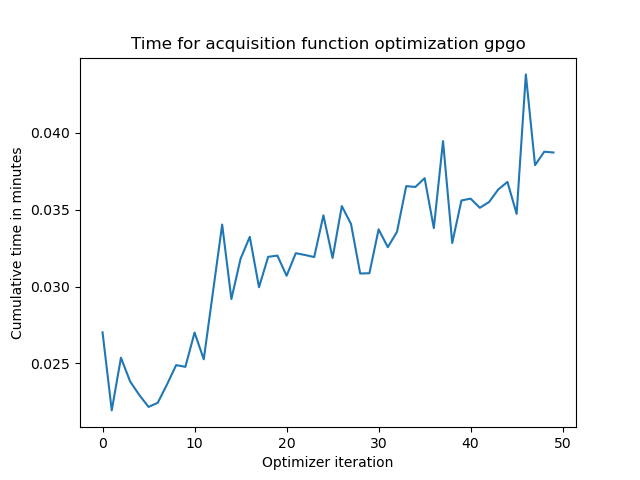 Time for acquisition function optimization gpgo
Cumulative time in minutes
0.040
0.035
0.030
0.025
0 10 20 30 40 50
Optimizer iteration